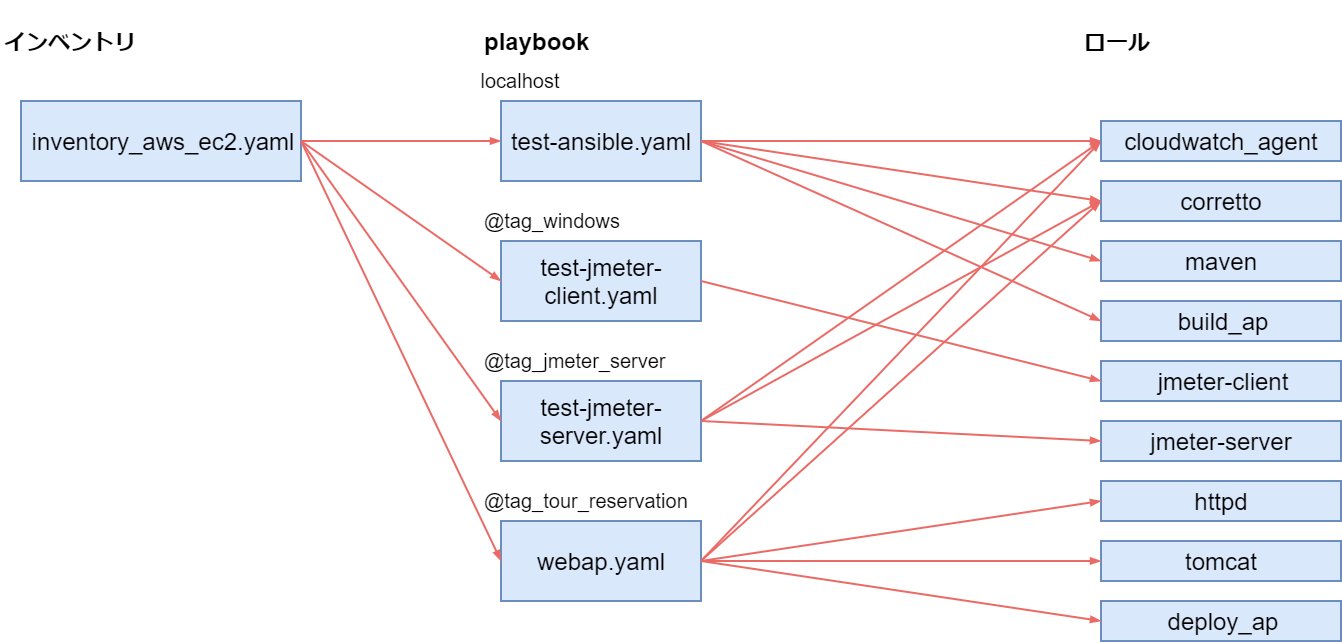 インベントリ
playbook
ロール
localhost
inventory_aws_ec2.yaml
test-ansible.yaml
@tag_windows
test-jmeter-
client.yaml
@tag_jmeter_server
test-jmeter-
server.yaml
@tag_tour_reservation
webap.yaml
cloudwatch_agent
corretto
maven
build_ap
jmeter-client
jmeter-server
httpd
tomcat
deploy_ap